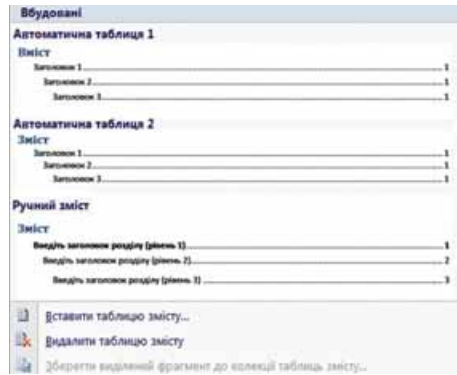 Вбудовані
Автоматична таблиця 1
Вміст
Заголовок 1 1
Заголовок 2 1
Заголовок 3 1
Автоматична таблиця 2
Зміст
Заголовок 1 1
Заголовок 2 1
Заголовок 3 1
Ручний зміст
Зміст
Введіть заголовок розділу (рівень 1) 1
Введіть заголовок розділу (рівень 2) 2
Введіть заголовок розділу (рівень 3) 3
Вставити таблицю змісту...
Видалити таблицю змісту
Зберегти виділений фрагмент до колекції таблиць змісту...